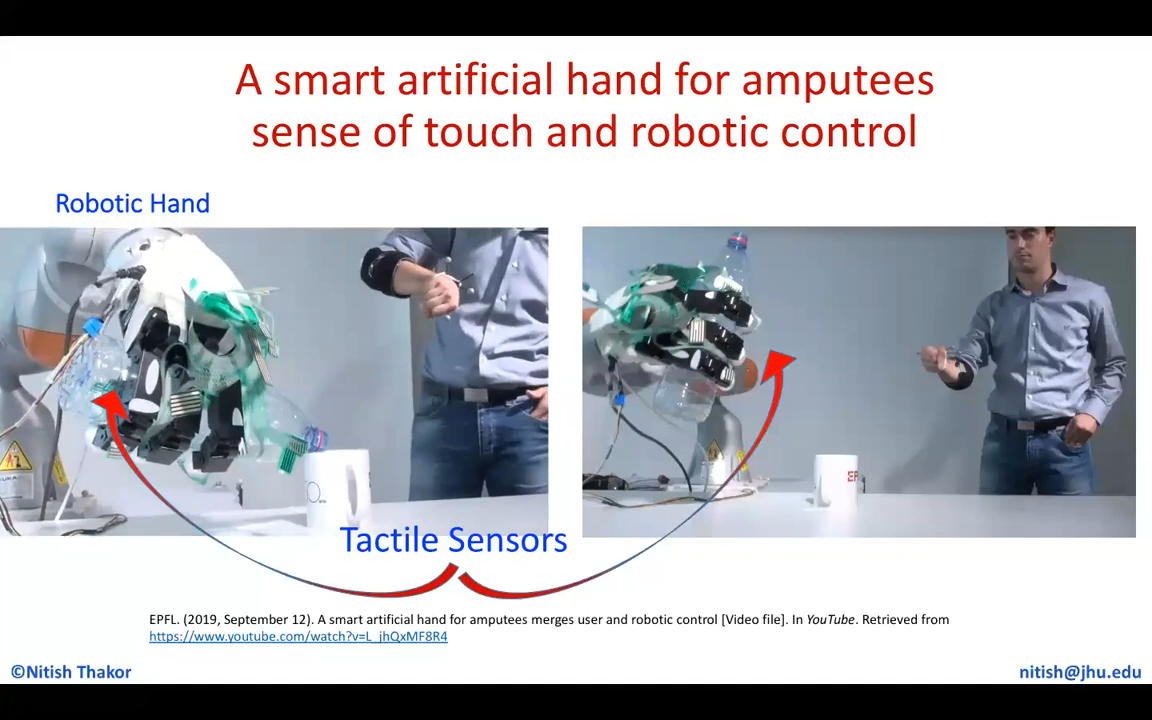 A smart artificial hand for amputees
sense of touch and robotic control
Robotic Hand
Tactile Sensors
EPFL. (2019, September 12). A smart artificial hand for amputees merges user and robotic control [Video file]. In YouTube. Retrieved from
https://www.youtube.com/watch?v=L_jhQxMF8R4
©Nitish Thakor
nitish@jhu.edu